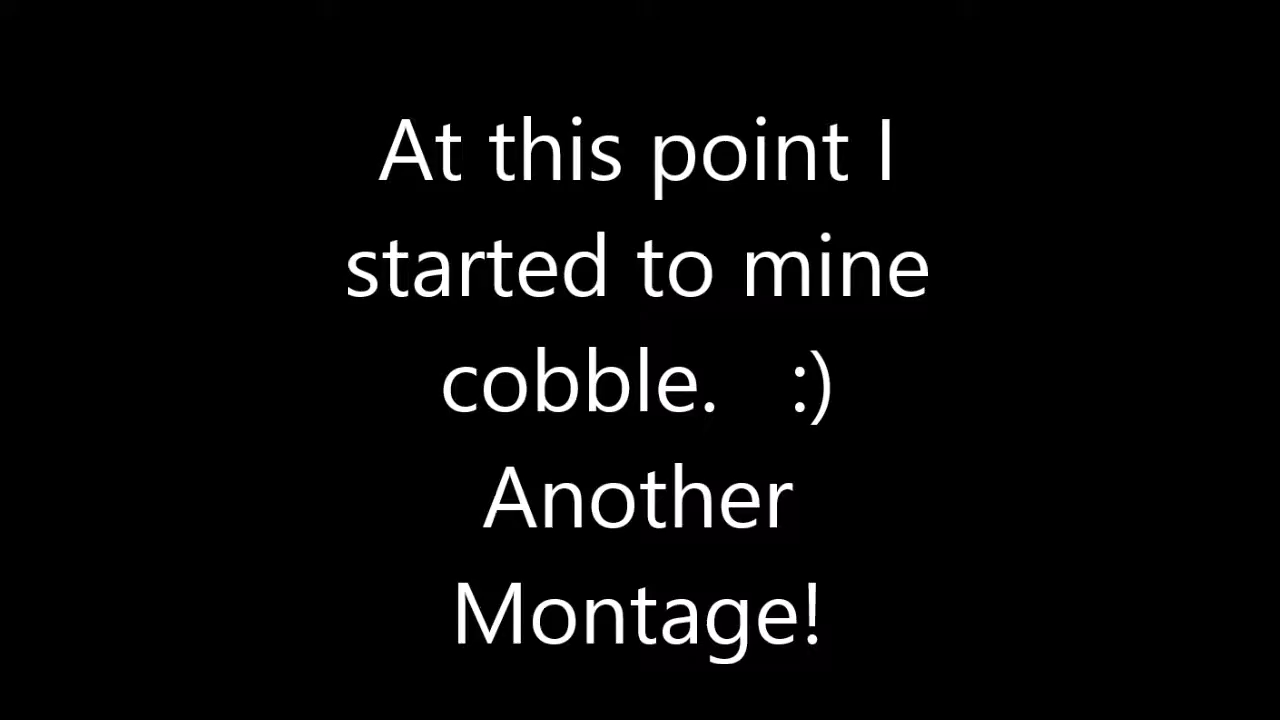 At this point I
started to mine
cobble.   :)
Another
Montage!